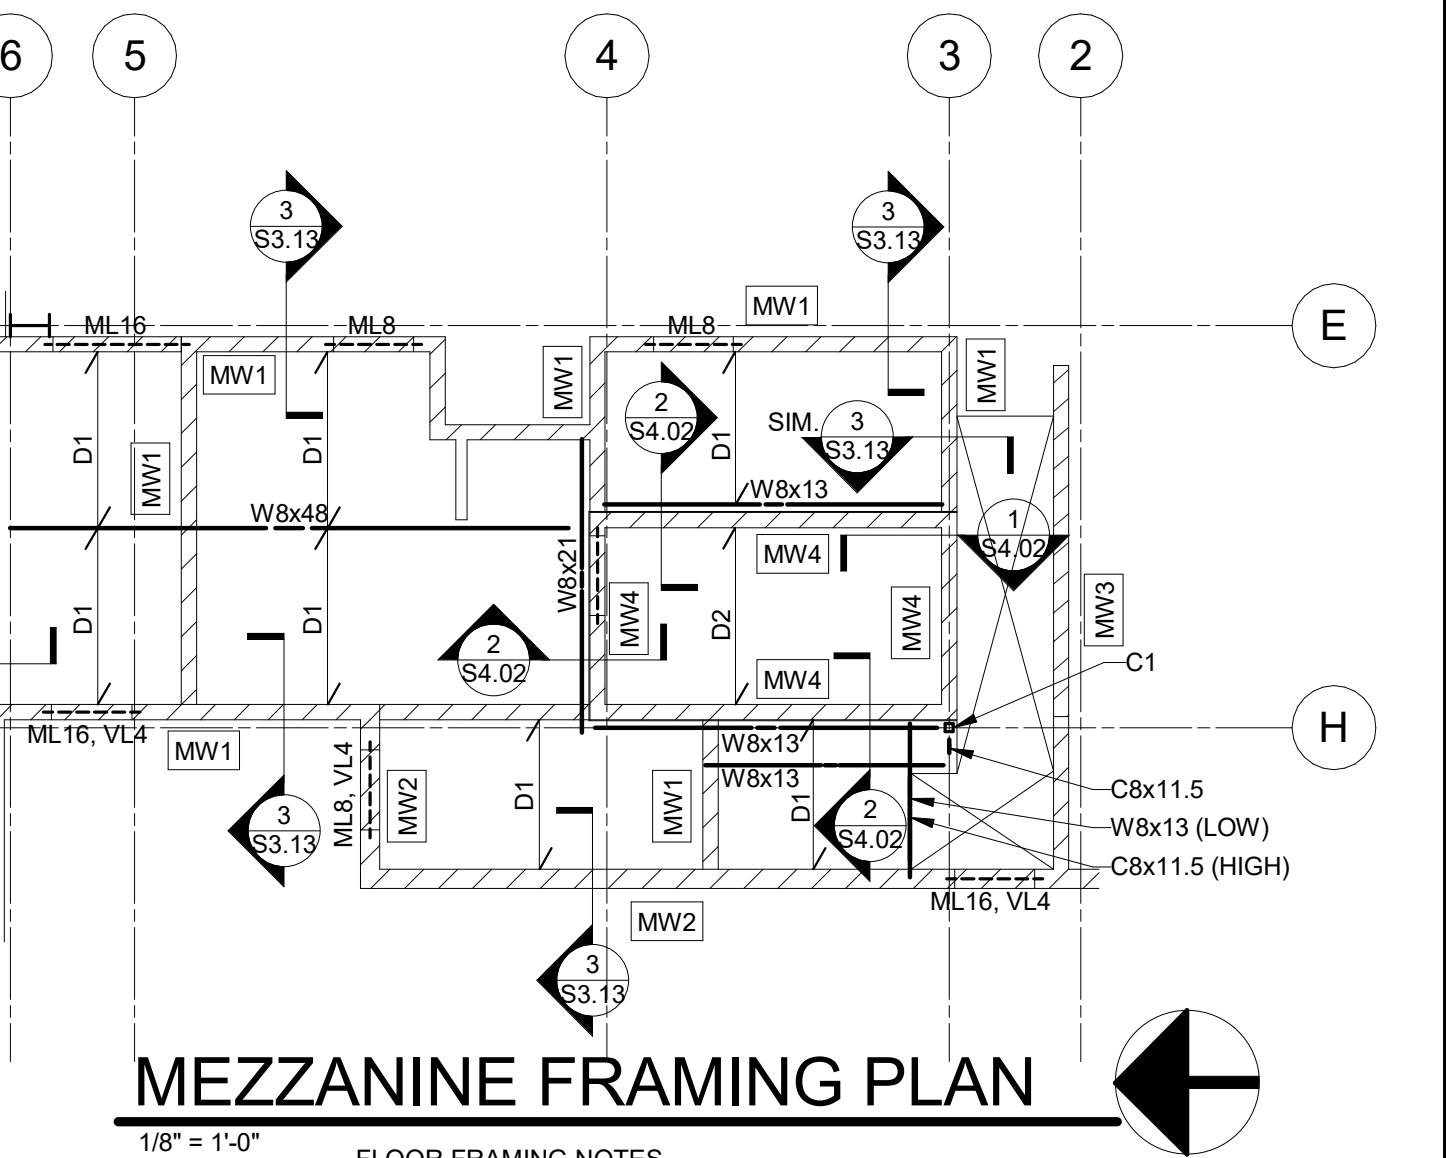 6
5
4
3
2
3
S3.13
3
S3.13
MW1
E
ML16
ML8
ML8
MW1
MW1
MW1
2
S4.02
SIM.
3
S3.13
D1
D1
D1
MW1
W8x48
W8x13
1
S4.02
W8x21
MW4
MW4
MW4
MW3
D1
D1
D2
2
S4.02
MW4
C1
ML16, VL4
MW1
W8x13
H
W8x13
C8x11.5
ML8, VL4
MW2
D1
MW1
D1
2
S4.02
W8x13 (LOW)
3
S3.13
C8x11.5 (HIGH)
ML16, VL4
MW2
3
S3.13
MEZZANINE FRAMING PLAN
1/8" = 1'-0"
FLOOR FRAMING NOTES